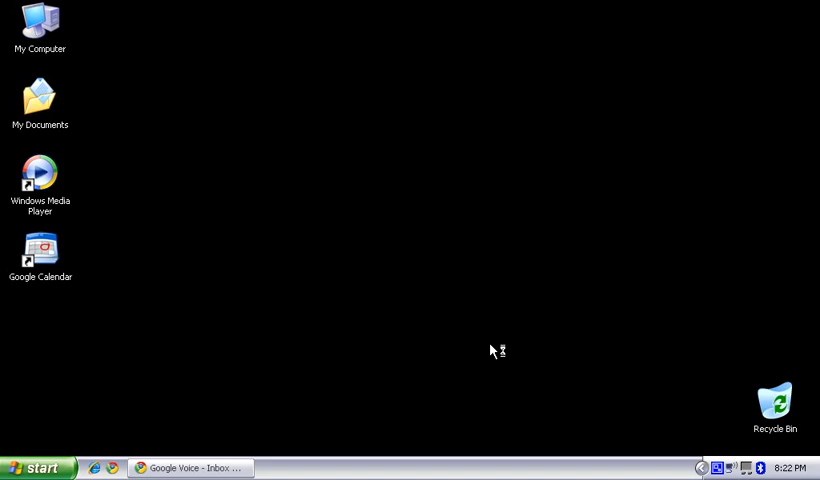 My Computer
My Documents
Windows Media
Player
Google Calendar
Recycle Bin
start
Google Voice - Inbox ...
8:22 PM